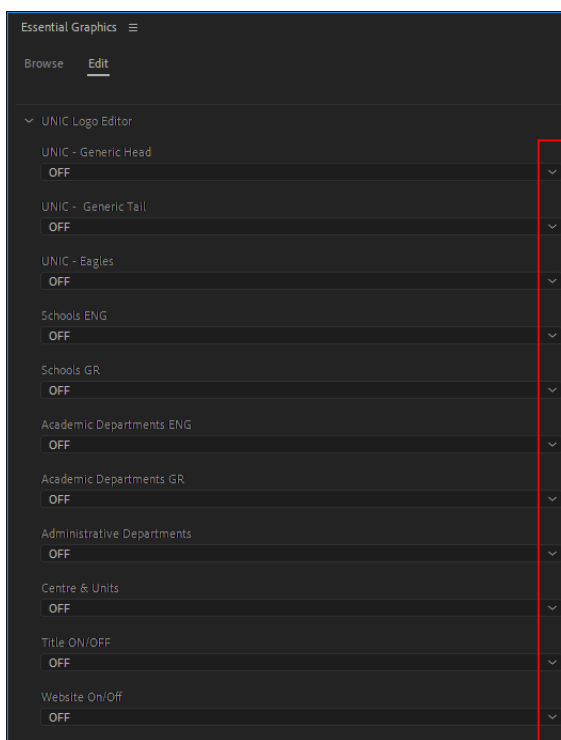 Essential Graphics
Browse Edit
UNIC Logo Editor
UNIC - Generic Head
OFF
UNIC - Generic Tail
OFF
UNIC - Eagles
OFF
Schools ENG
OFF
Schools GR
OFF
Academic Departments ENG
OFF
Academic Departments GR
OFF
Administrative Departments
OFF
Centre & Units
OFF
Title ON/OFF
OFF
Website On/Off
OFF